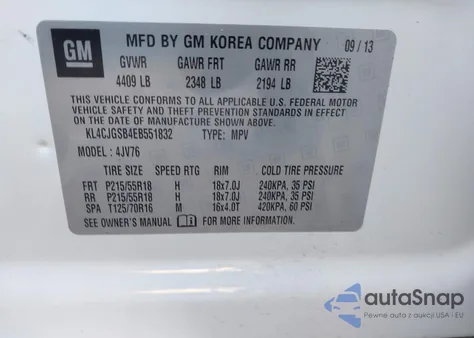 GM
MFD BY GM KOREA COMPANY
09/13
GVWR GAWR FRT GAWR RR
4409 LB 2348 LB 2194 LB
THIS VEHICLE CONFORMS TO ALL APPLICABLE U.S. FEDERAL MOTOR
VEHICLE SAFETY, BUMPER, AND THEFT PREVENTION STANDARDS IN
EFFECT ON THE DATE OF MANUFACTURE SHOWN ABOVE.
KL4CJGSB4EB551832 TYPE: MPV
MODEL: 4JV76
TIRE SIZE SPEED RTG RIM COLD TIRE PRESSURE
FRT P215/55R18 H 18x7.0J 240KPA, 35 PSI
RR P215/55R18 H 18x7.0J 240KPA, 35 PSI
SPA T125/70R16 M 16x4.0T 420KPA, 60 PSI
SEE OWNER'S MANUAL FOR MORE INFORMATION.
autoSnap
Pewne auta z aukcji USA - EU